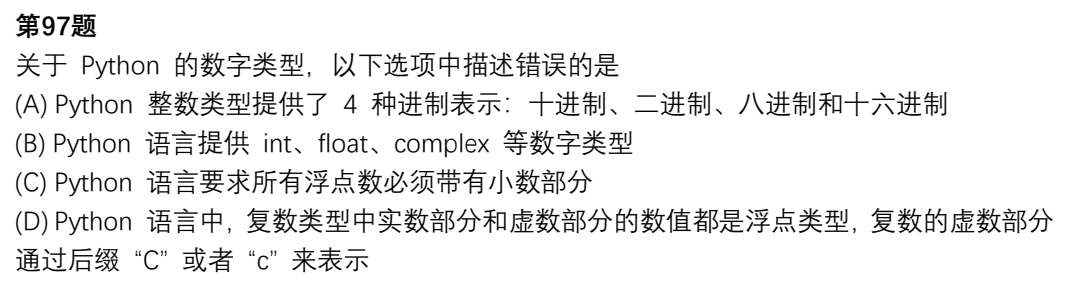 第97题
关于 Python 的数字类型，以下选项中描述错误的是
(A) Python 整数类型提供了 4 种进制表示：十进制、二进制、八进制和十六进制
(B) Python 语言提供 int、float、complex 等数字类型
(C) Python 语言要求所有浮点数必须带有小数部分
(D) Python 语言中，复数类型中实数部分和虚数部分的数值都是浮点类型，复数的虚数部分
通过后缀 “C” 或者 “c” 来表示